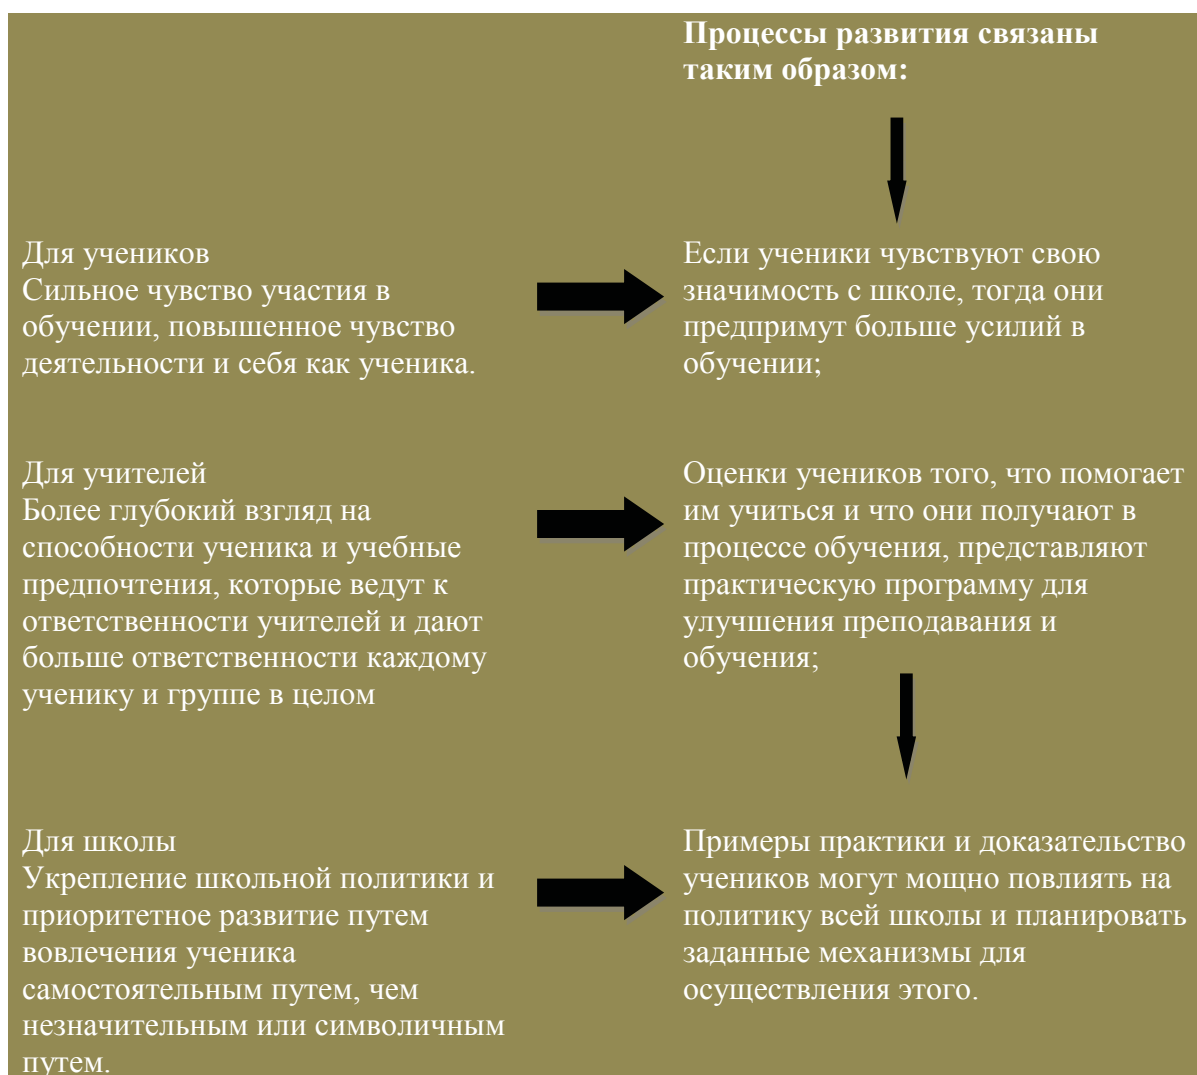 Процессы развития связаны
таким образом:
Для учеников
Сильное чувство участия в
обучении, повышенное чувство
деятельности и себя как ученика.
Если ученики чувствуют свою
значимость с школе, тогда они
предпримут больше усилий в
обучении;
Для учителей
Более глубокий взгляд на
способности ученика и учебные
предпочтения, которые ведут к
ответственности учителей и дают
больше ответственности каждому
ученику и группе в целом
Оценки учеников того, что помогает
им учиться и что они получают в
процессе обучения, представляют
практическую программу для
улучшения преподавания и
обучения;
Для школы
Укрепление школьной политики и
приоритетное развитие путем
вовлечения ученика
самостоятельным путем, чем
незначительным или символичным
путем.
Примеры практики и доказательство
учеников могут мощно повлиять на
политику всей школы и планировать
заданные механизмы для
осуществления этого.